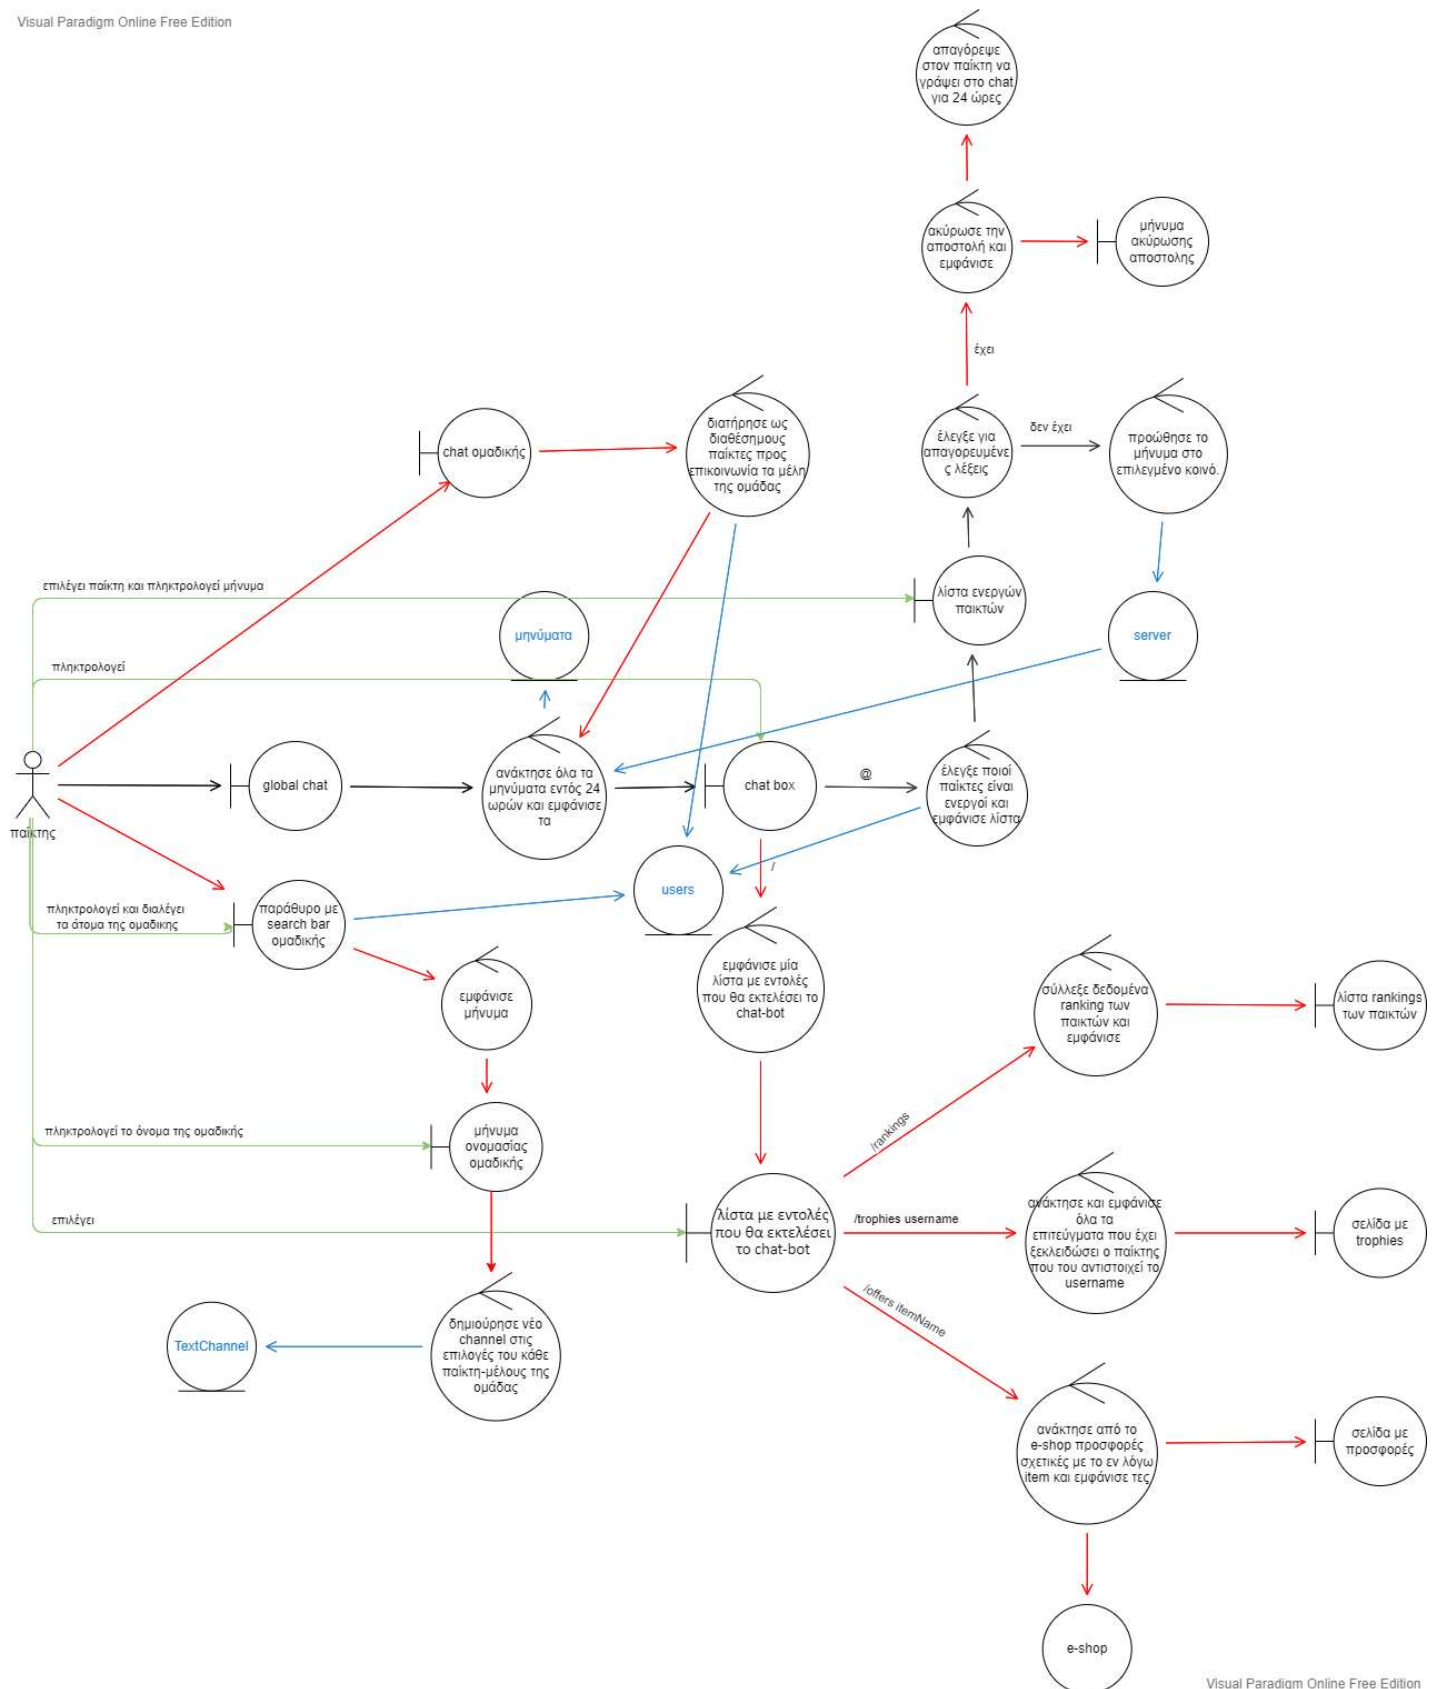 Visual Paradigm Online Free Edition
απαγόρεψε
στον παίκτη να
γράψει στο chat
για 24 ώρες
ακύρωσε την
αποστολή και
εμφάνισε
μήνυμα
ακύρωσης
αποστολης
έχει
chat ομαδικής
διατήρησε ως
διαθέσημους
παίκτες προς
επικοινωνία τα μέλη
της ομάδας
έλεγξε για
απαγορευμένε
ς λέξεις
δεν έχει
προώθησε το
μήνυμα στο
επιλεγμένο κοινό.
επιλέγει παίκτη και πληκτρολογεί μήνυμα
λίστα ενεργών
παικτών
μηνύματα
server
πληκτρολογεί
παίκτης
global chat
ανάκτησε όλα τα
μηνύματα εντός 24
ωρών και εμφάνισε
τα
chat box
@
έλεγξε ποιοί
παίκτες είναι
ενεργοί και
εμφάνισε λίστα
/
users
πληκτρολογεί και διαλέγει
τα άτομα της ομαδικης
παράθυρο με
search bar
ομαδικής
εμφάνισε
μήνυμα
εμφάνισε μία
λίστα με εντολές
που θα εκτελέσει το
chat-bot
σύλλεξε δεδομένα
ranking των
παικτών και
εμφάνισε
λίστα rankings
των παικτών
πληκτρολογεί το όνομα της ομαδικής
μήνυμα
ονομασίας
ομαδικής
/rankings
επιλέγει
λίστα με εντολές
που θα εκτελέσει
το chat-bot
/trophies username
ανάκτησε και εμφάνισε
όλα τα
επιτεύγματα που έχει
ξεκλειδώσει ο παίκτης
που του αντιστοιχεί το
username
σελίδα με
trophies
/offers itemName
TextChannel
δημιούρησε νέο
channel στις
επιλογές του κάθε
παίκτη-μέλους της
ομάδας
ανάκτησε από το
e-shop προσφορές
σχετικές με το εν λόγω
item και εμφάνισε τες
σελίδα με
προσφορές
e-shop
Visual Paradigm Online Free Edition